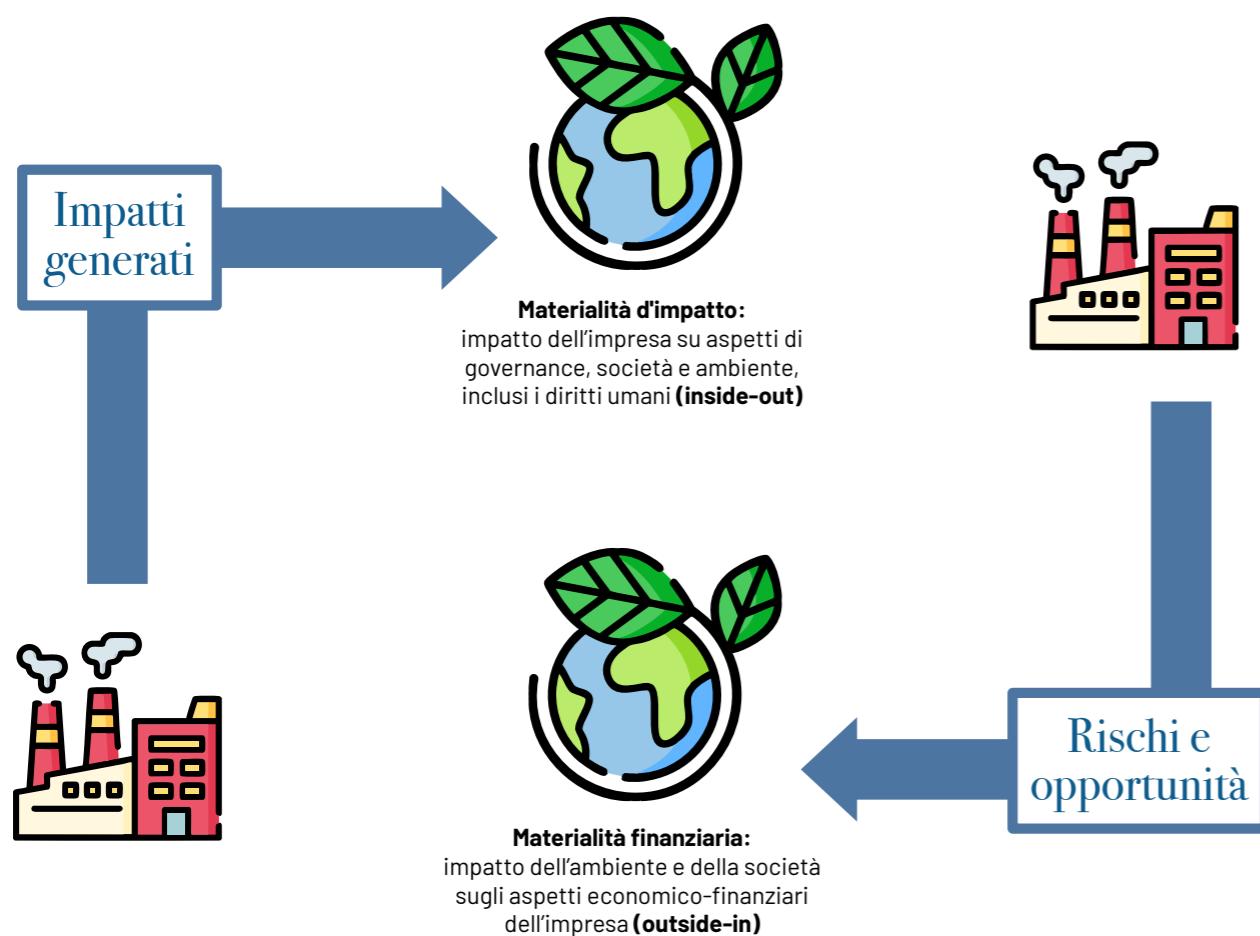 Impatti
generati
Materialità d'impatto:
impatto dell’impresa su aspetti di
governance, società e ambiente,
inclusi i diritti umani (inside-out)
Rischi e
opportunità
Materialità finanziaria:
impatto dell’ambiente e della società
sugli aspetti economico-finanziari
dell’impresa (outside-in)